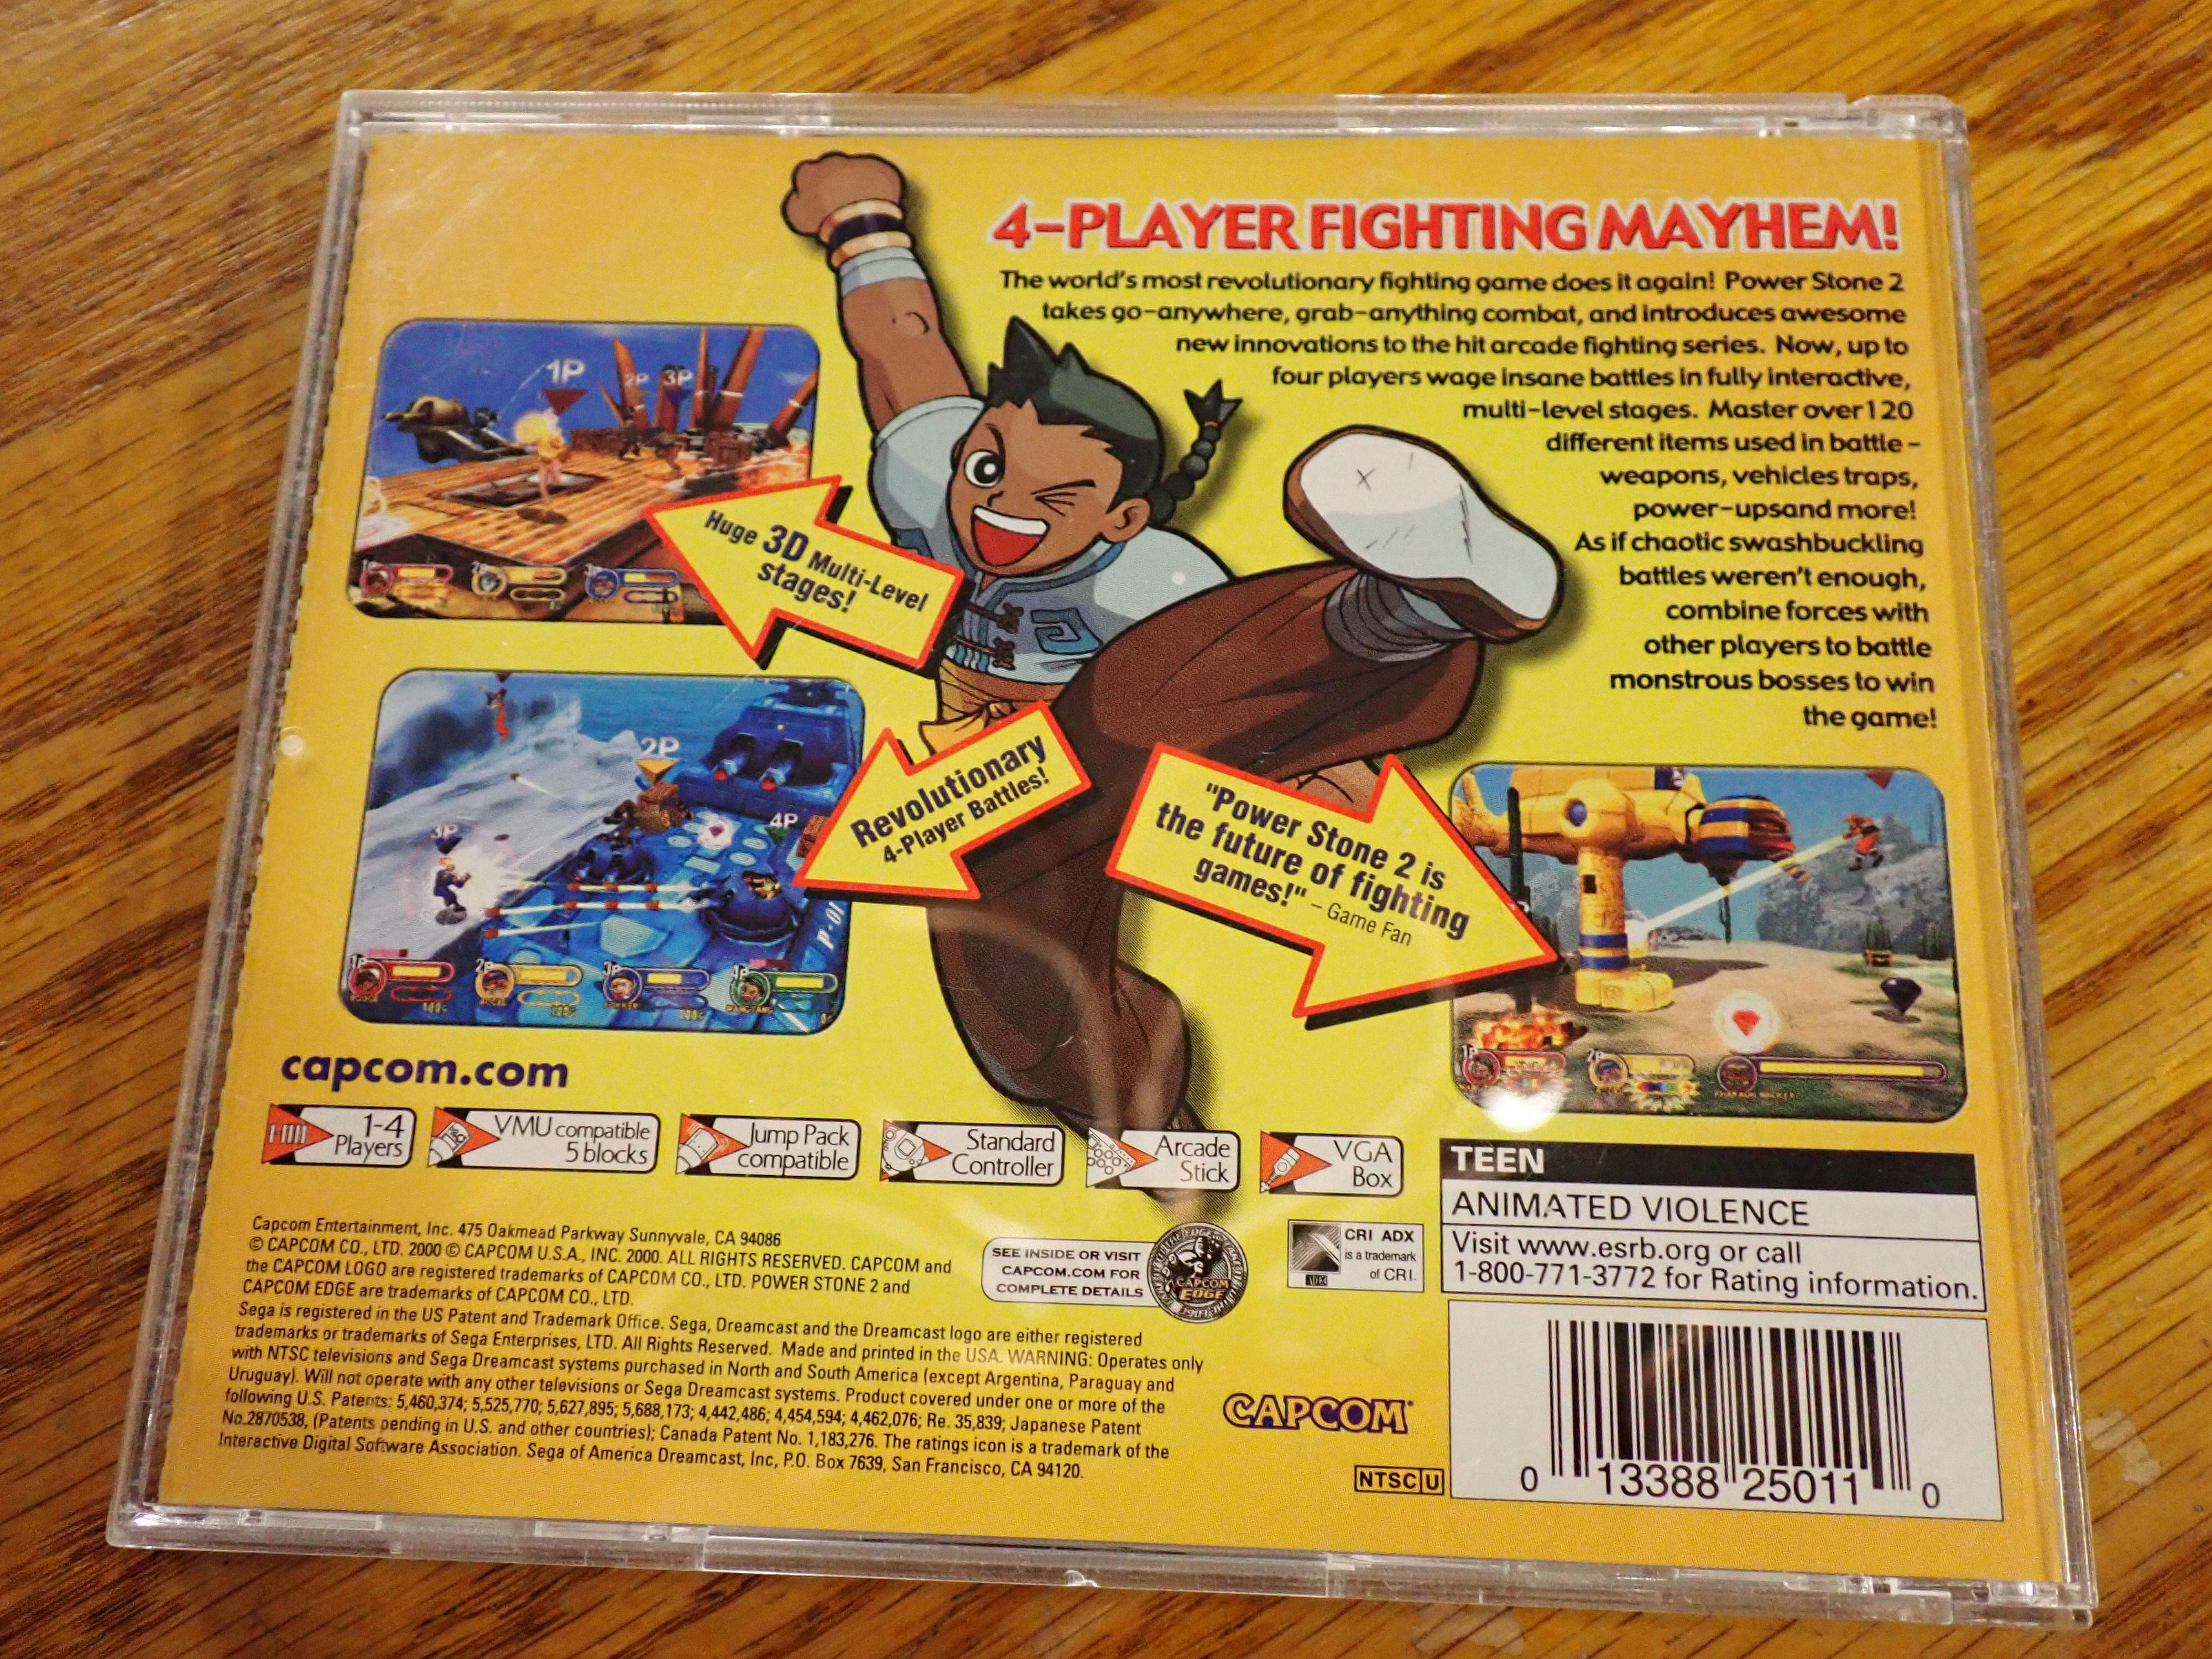 4-PLAYER FIGHTING MAYHEM!
The world's most revolutionary fighting game does it again! Power Stone 2
takes go-anywhere, grab-anything combat, and introduces awesome
new innovations to the hit arcade fighting series. Now, up to
four players wage insane battles in fully interactive,
multi-level stages. Master over 120
different items used in battle -
weapons, vehicles traps,
power-upsand more!
As if chaotic swashbuckling
battles weren't enough,
combine forces with
other players to battle
monstrous bosses to win
the game!
1P
2P
3P
Huge 3D Multi-Level
stages!
2P
3P
4P
P-01
1P
2P
3P
4P
Revolutionary
4-Player Battles!
"Power Stone 2 is
the future of fighting
games!" – Game Fan
1P
2P
capcom.com
1-4
Players
VMU compatible
5 blocks
Jump Pack
compatible
Standard
Controller
Arcade
Stick
VGA
Box
TEEN
ANIMATED VIOLENCE
Visit www.esrb.org or call
1-800-771-3772 for Rating information.
Capcom Entertainment, Inc. 475 Oakmead Parkway Sunnyvale, CA 94086
© CAPCOM CO., LTD. 2000 © CAPCOM U.S.A., INC. 2000. ALL RIGHTS RESERVED. CAPCOM and
the CAPCOM LOGO are registered trademarks of CAPCOM CO., LTD. POWER STONE 2 and
CAPCOM EDGE are trademarks of CAPCOM CO., LTD.
Sega is registered in the US Patent and Trademark Office. Sega, Dreamcast and the Dreamcast logo are either registered
trademarks or trademarks of Sega Enterprises, LTD. All Rights Reserved. Made and printed in the USA. WARNING: Operates only
with NTSC televisions and Sega Dreamcast systems purchased in North and South America (except Argentina, Paraguay and
Uruguay). Will not operate with any other televisions or Sega Dreamcast systems. Product covered under one or more of the
following U.S. Patents: 5,460,374; 5,525,770; 5,627,895; 5,688,173; 4,442,486; 4,454,594; 4,462,076; Re. 35,839; Japanese Patent
No.2870538, (Patents pending in U.S. and other countries); Canada Patent No. 1,183,276. The ratings icon is a trademark of the
Interactive Digital Software Association. Sega of America Dreamcast, Inc, P.O. Box 7639, San Francisco, CA 94120.
SEE INSIDE OR VISIT
CAPCOM.COM FOR
COMPLETE DETAILS
CAPCOM
EDGE
CRI ADX
is a trademark
of CRI.
CAPCOM
NTSC U
0 13388 25011 0